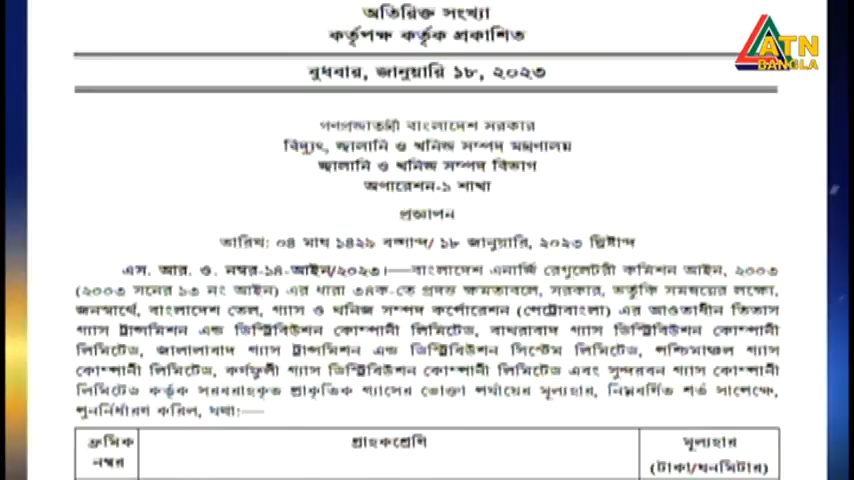 অতিরিক্ত সংখ্যা
কর্তৃপক্ষ কর্তৃক প্রকাশিত
ATN
BANGLA
বুধবার, জানুয়ারি ১৮, ২০২৩
গণপ্রজাতন্ত্রী বাংলাদেশ সরকার
বিদ্যুৎ, জ্বালানি ও খনিজ সম্পদ মন্ত্রণালয়
জ্বালানি ও খনিজ সম্পদ বিভাগ
অপারেশন-১ শাখা
প্রজ্ঞাপন
তারিখ: ০৪ মাঘ ১৪২৯ বঙ্গাব্দ/ ১৮ জানুয়ারি, ২০২৩ খ্রিষ্টাব্দ
এস. আর. ও. নম্বর-১৪-আইন/২০২৩।—বাংলাদেশ এনার্জি রেগুলেটরী কমিশন আইন, ২০০৩
(২০০৩ সনের ১৩ নং আইন) এর ধারা ৩৪ক-তে প্রদত্ত ক্ষমতাবলে, সরকার, ভর্তুকি সমন্বয়ের লক্ষ্যে,
জনস্বার্থে, বাংলাদেশ তেল, গ্যাস ও খনিজ সম্পদ কর্পোরেশন (পেট্রোবাংলা) এর আওতাধীন তিতাস
গ্যাস ট্রান্সমিশন এন্ড ডিস্ট্রিবিউশন কোম্পানী লিমিটেড, বাখরাবাদ গ্যাস ডিস্ট্রিবিউশন কোম্পানী
লিমিটেড, জালালাবাদ গ্যাস ট্রান্সমিশন এন্ড ডিস্ট্রিবিউশন সিস্টেম লিমিটেড, পশ্চিমাঞ্চল গ্যাস
কোম্পানী লিমিটেড, কর্ণফুলী গ্যাস ডিস্ট্রিবিউশন কোম্পানী লিমিটেড এবং সুন্দরবন গ্যাস কোম্পানী
লিমিটেড কর্তৃক সরবরাহকৃত প্রাকৃতিক গ্যাসের ভোক্তা পর্যায়ের মূল্যহার, নিম্নবর্ণিত শর্ত সাপেক্ষে,
পুনর্নির্ধারণ করিল, যথা:—
ক্রমিক গ্রাহকশ্রেণি মূল্যহার
নম্বর (টাকা/ঘনমিটার)